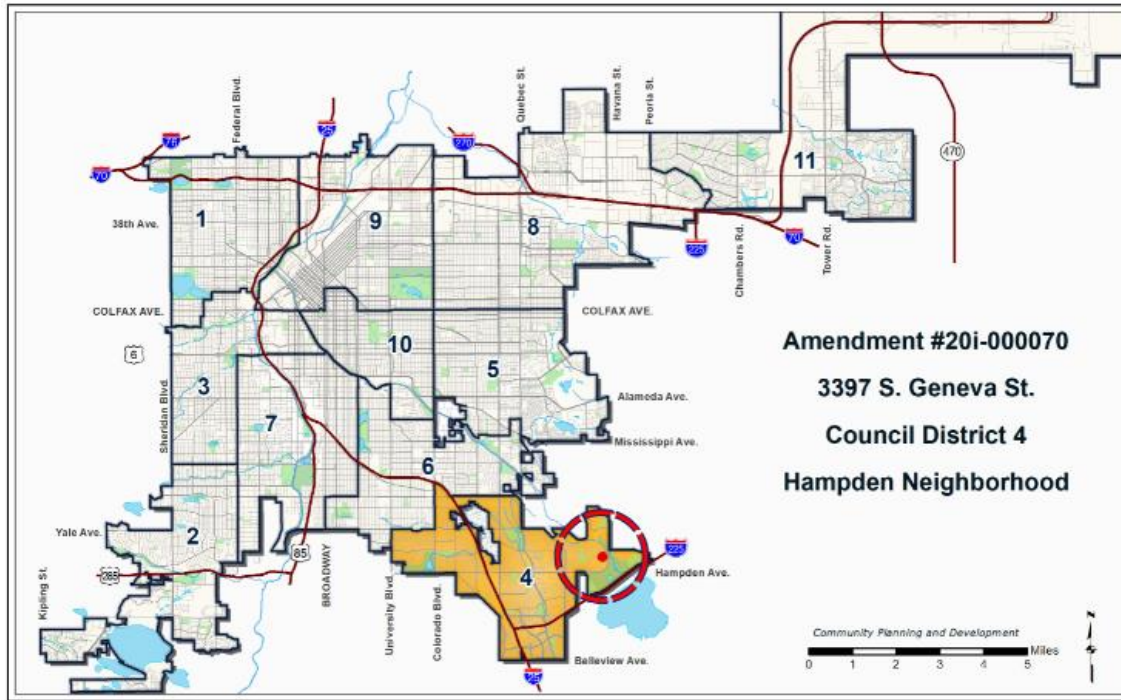 Federal Blvd.
25
Quebec St.
Havana St.
Peoria St.
76
270
70
11
470
1
9
8
38th Ave.
225
70
Chambers Rd.
Tower Rd.
COLFAX AVE.
COLFAX AVE.
6
10
5
3
7
Sheridan Blvd.
Alameda Ave.
Mississippi Ave.
6
Amendment #20i-000070
3397 S. Geneva St.
Council District 4
Hampden Neighborhood
Yale Ave.
2
85
285
Kipling St.
BROADWAY
University Blvd.
Colorado Blvd.
4
225
Hampden Ave.
Belleview Ave.
25
Community Planning and Development
Miles
0 1 2 3 4 5
N